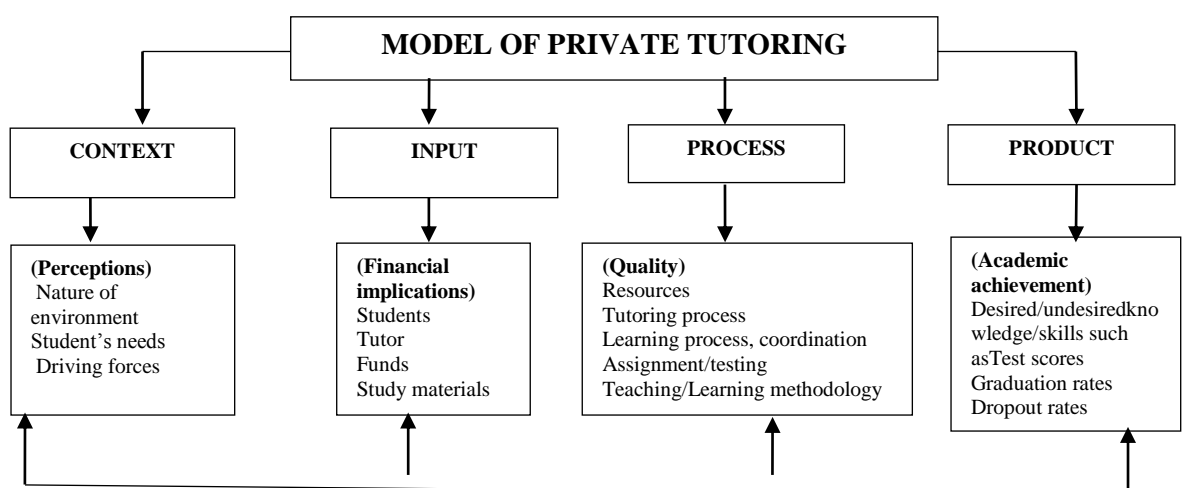 MODEL OF PRIVATE TUTORING
CONTEXT
INPUT
PROCESS
PRODUCT
(Perceptions)
Nature of
environment
Student’s needs
Driving forces
(Financial
implications)
Students
Tutor
Funds
Study materials
(Quality)
Resources
Tutoring process
Learning process, coordination
Assignment/testing
Teaching/Learning methodology
(Academic
achievement)
Desired/undesiredkno
wledge/skills such
asTest scores
Graduation rates
Dropout rates